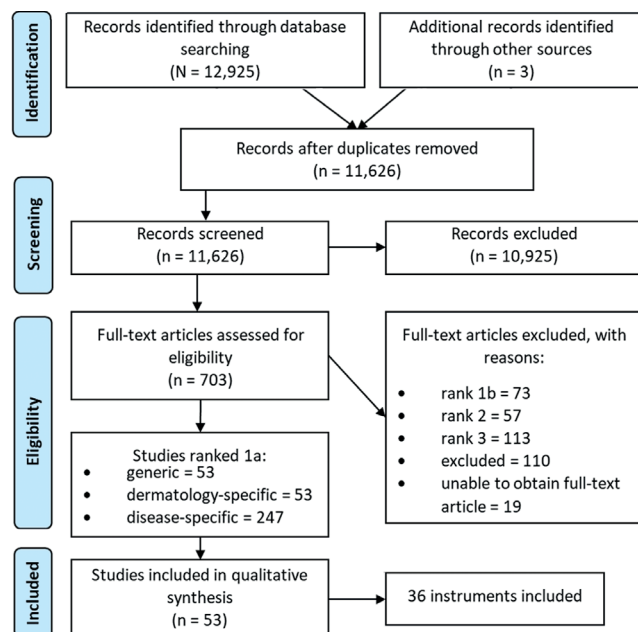 Identification
Records identified through database
searching
(N = 12,925)
Additional records identified
through other sources
(n = 3)
Records after duplicates removed
(n = 11,626)
Screening
Records screened
(n = 11,626)
Records excluded
(n = 10,925)
Eligibility
Full-text articles assessed for
eligibility
(n = 703)
Full-text articles excluded, with
reasons:
• rank 1b = 73
• rank 2 = 57
• rank 3 = 113
• excluded = 110
• unable to obtain full-text
article = 19
Studies ranked 1a:
• generic = 53
• dermatology-specific = 53
• disease-specific = 247
Included
Studies included in qualitative
synthesis
(n = 53)
36 instruments included